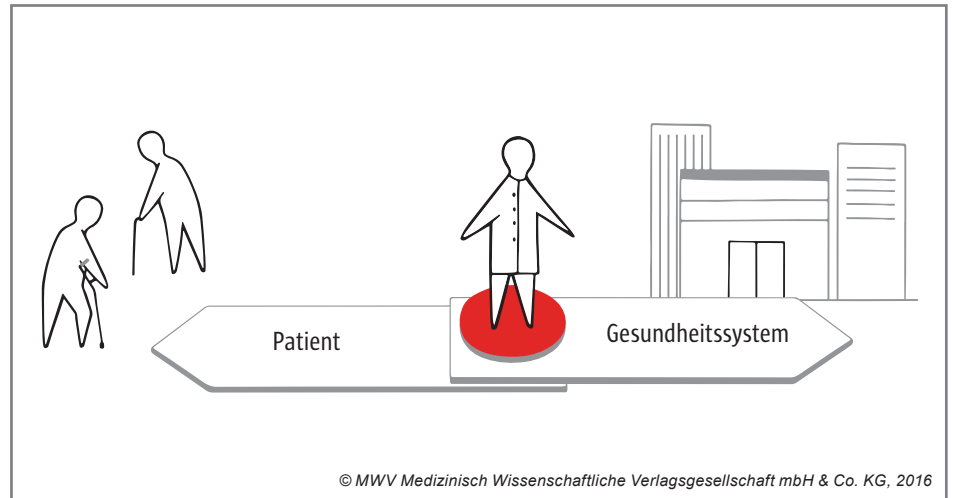 Patient
Gesundheitssystem
© MWV Medizinisch Wissenschaftliche Verlagsgesellschaft mbH & Co. KG, 2016